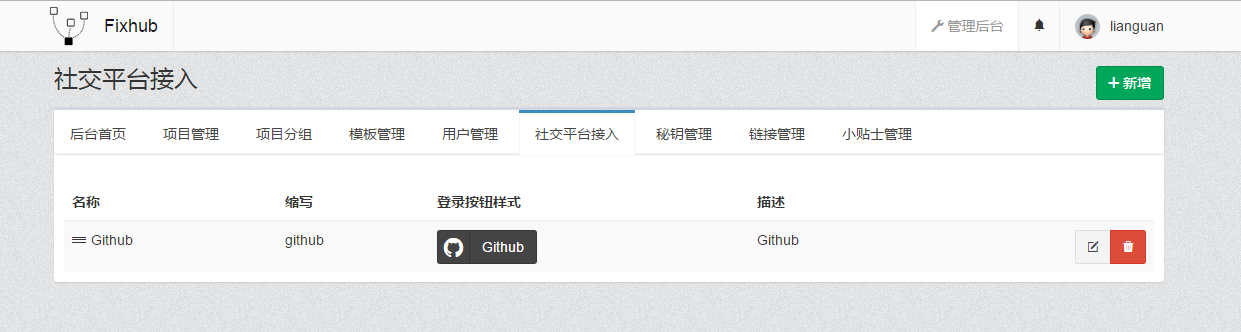 Fixhub 管理后台 lianguan
社交平台接入 新增
后台首页 项目管理 项目分组 模板管理 用户管理 社交平台接入 秘钥管理 链接管理 小贴士管理
名称 缩写 登录按钮样式 描述
Github github Github Github